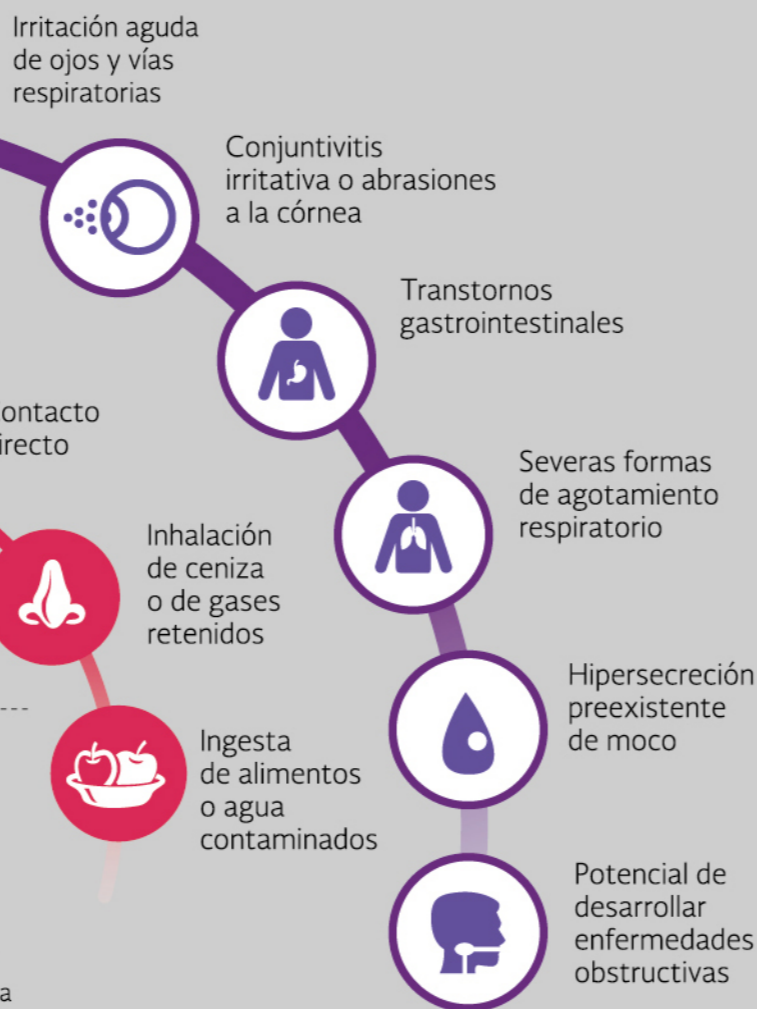 Irritación aguda
de ojos y vías
respiratorias
Conjuntivitis
irritativa o abrasiones
a la córnea
Transtornos
gastrointestinales
Severas formas
de agotamiento
respiratorio
Hipersecreción
preexistente
de moco
Potencial de
desarrollar
enfermedades
obstructivas
ontacto
irecto
Inhalación
de ceniza
o de gases
retenidos
Ingesta
de alimentos
o agua
contaminados
a